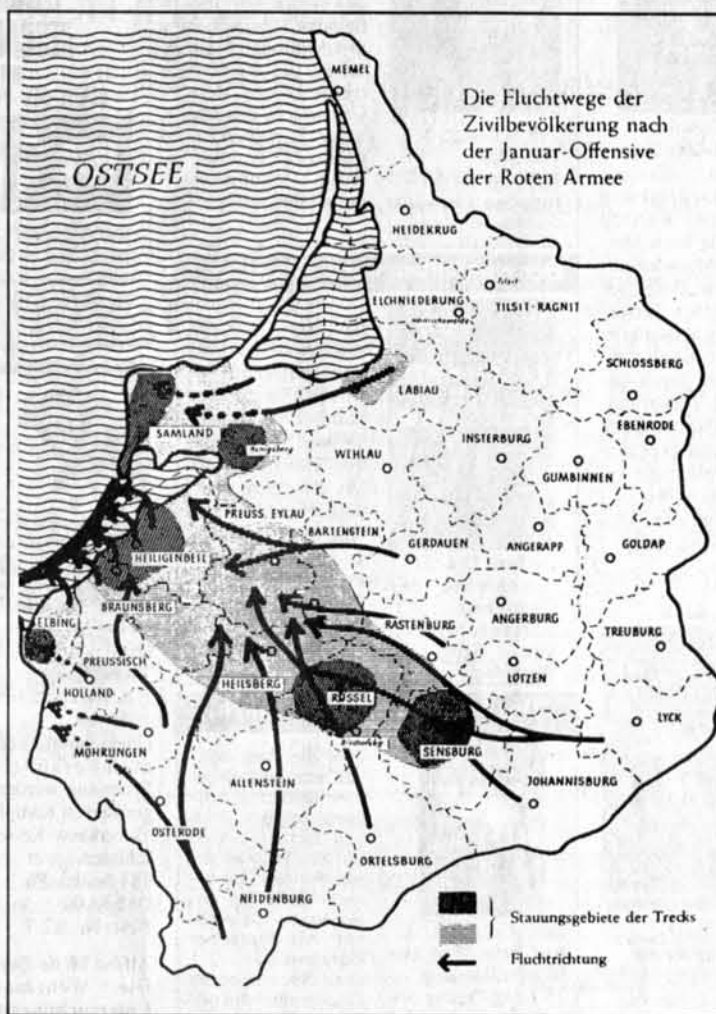 MEMEL
Die Fluchtwege der
Zivilbevölkerung nach
der Januar-Offensive
der Roten Armee
OSTSEE
HEIDEKRUG
Tilsit
ELCHNIEDERUNG
TILSIT-RAGNIT
SCHLOSSBERG
LABIAU
EBENRODE
SAMLAND
Königsberg
WEHLAU
INSTERBURG
GUMBINNEN
PREUSS. EYLAU
BARTENSTEIN
GERDAUEN
ANGERAPP
GOLDAP
HEILIGENBEIL
BRAUNSBERG
ELBING
RASTENBURG
ANGERBURG
TREUBURG
PREUSSISCH
HOLLAND
HEILSBERG
RÖSSEL
LÖTZEN
LYCK
MOHRUNGEN
SENSBURG
ALLENSTEIN
JOHANNISBURG
OSTERODE
ORTELSBURG
NEIDENBURG
Stauungsgebiete der Trecks
Fluchtrichtung